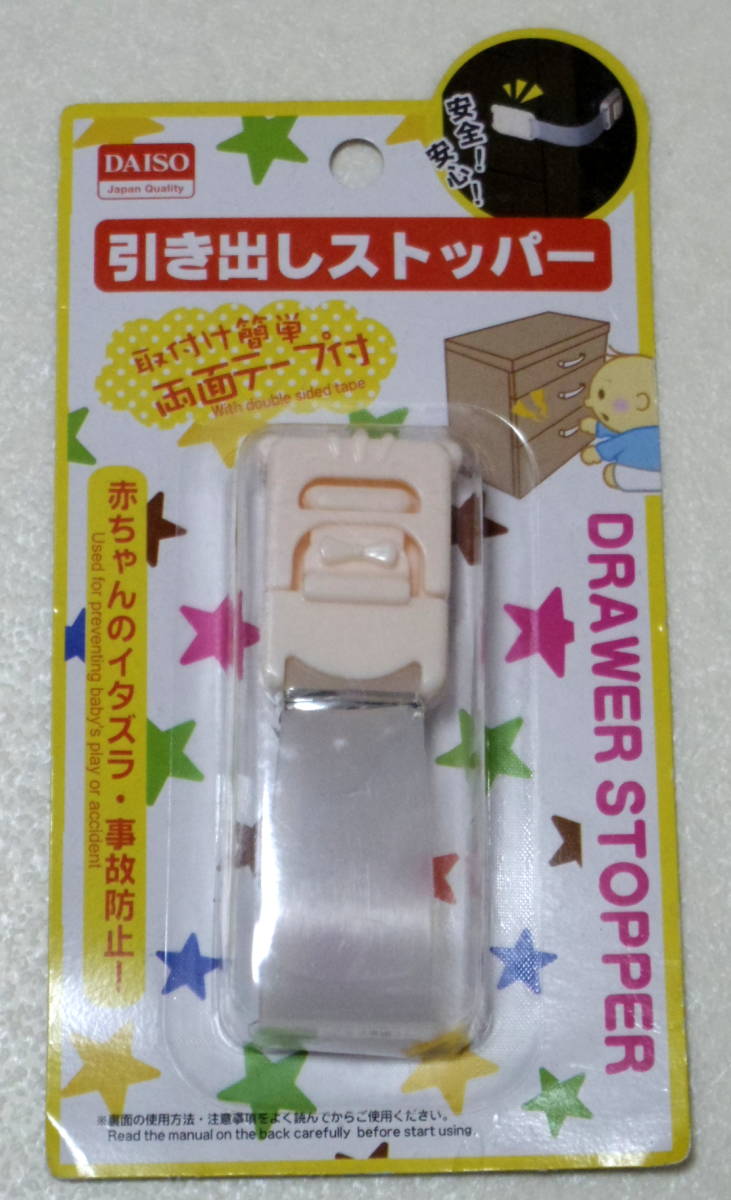 DAISO
Japan Quality
安全!
安心!
引き出しストッパー
取付け簡単
両面テープ付
With double sided tape
赤ちゃんのイタズラ・事故防止!
Used for preventing baby's play or accident
DRAWER STOPPER
※裏面の使用方法・注意事項をよく読んでからご使用ください。
Read the manual on the back carefully before start using.